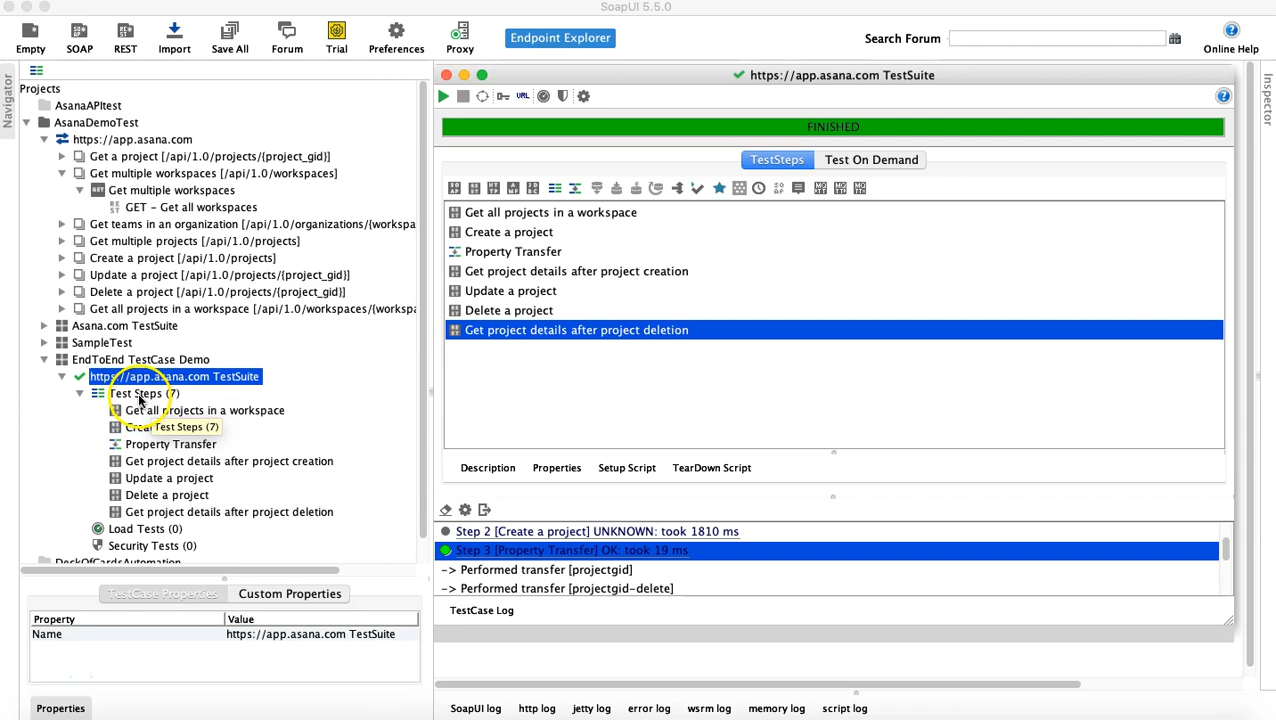 SoapUI 5.5.0
Empty
SOAP
REST
Import
Save All
Forum
Trial
Preferences
Proxy
Endpoint Explorer
Search Forum
Online Help
Navigator
Projects
AsanaAPItest
AsanaDemoTest
https://app.asana.com
Get a project [/api/1.0/projects/{project_gid}]
Get multiple workspaces [/api/1.0/workspaces]
GET
Get multiple workspaces
REST
GET - Get all workspaces
Get teams in an organization [/api/1.0/organizations/{workspa
Get multiple projects [/api/1.0/projects]
Create a project [/api/1.0/projects]
Update a project [/api/1.0/projects/{project_gid}]
Delete a project [/api/1.0/projects/{project_gid}]
Get all projects in a workspace [/api/1.0/workspaces/{workspa
Asana.com TestSuite
SampleTest
EndToEnd TestCase Demo
https://app.asana.com TestSuite
Test Steps (7)
Get all projects in a workspace
Crea
Test Steps (7)
Property Transfer
Get project details after project creation
Update a project
Delete a project
Get project details after project deletion
Load Tests (0)
Security Tests (0)
DeckOfCardsAutomation
TestCase Properties
Custom Properties
Property
Value
Name
https://app.asana.com TestSuite
Properties
https://app.asana.com TestSuite
URL
FINISHED
TestSteps
Test On Demand
Get all projects in a workspace
Create a project
Property Transfer
Get project details after project creation
Update a project
Delete a project
Get project details after project deletion
Description
Properties
Setup Script
TearDown Script
Step 2 [Create a project] UNKNOWN: took 1810 ms
Step 3 [Property Transfer] OK: took 19 ms
-> Performed transfer [projectgid]
-> Performed transfer [projectgid-delete]
TestCase Log
SoapUI log
http log
jetty log
error log
wsrm log
memory log
script log
Inspector